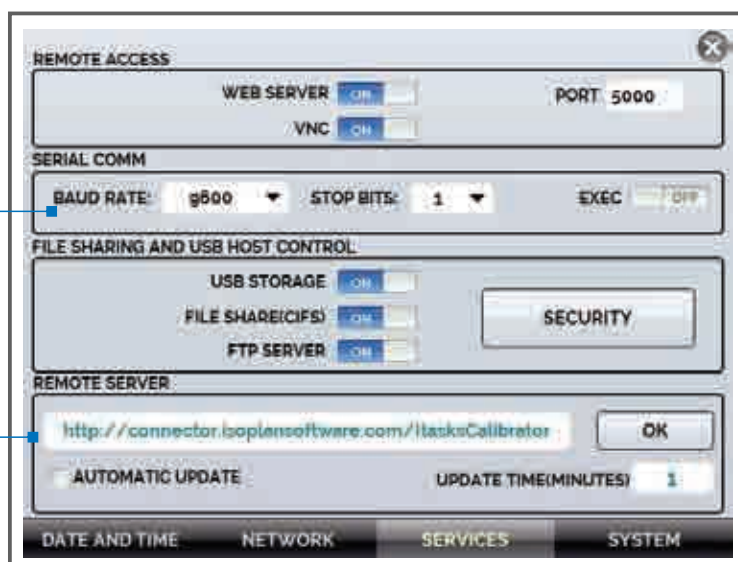 REMOTE ACCESS
WEB SERVER ON PORT 5000
VNC ON
SERIAL COMM
BAUD RATE: 9600 STOP BITS: 1 EXEC OFF
FILE SHARING AND USB HOST CONTROL
USB STORAGE ON
FILE SHARE(CIFS) ON
SECURITY
FTP SERVER ON
REMOTE SERVER
http://connector.isoplansoftware.com/ItasksCalibrator OK
AUTOMATIC UPDATE UPDATE TIME(MINUTES) 1
DATE AND TIME NETWORK SERVICES SYSTEM